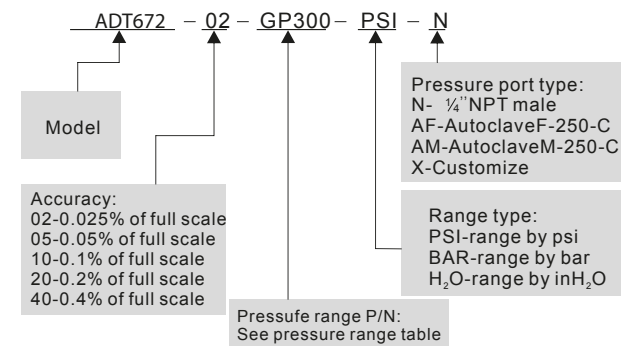 ADT672 - 02 - GP300 - PSI - N
Model
Accuracy:
02-0.025% of full scale
05-0.05% of full scale
10-0.1% of full scale
20-0.2% of full scale
40-0.4% of full scale
Pressufe range P/N:
See pressure range table
Pressure port type:
N- ¼''NPT male
AF-AutoclaveF-250-C
AM-AutoclaveM-250-C
X-Customize
Range type:
PSI-range by psi
BAR-range by bar
H₂O-range by inH₂O